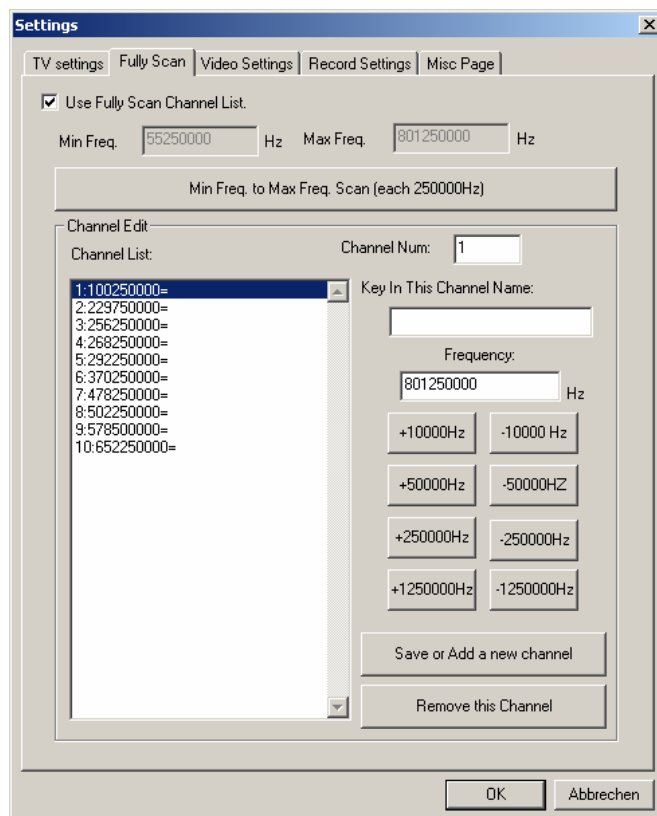 Settings
TV settings Fully Scan Video Settings Record Settings Misc Page
Use Fully Scan Channel List.
Min Freq. 55250000 Hz Max Freq. 801250000 Hz
Min Freq. to Max Freq. Scan (each 250000Hz)
Channel Edit
Channel List:
Channel Num: 1
1:100250000=
2:229750000=
3:256250000=
4:268250000=
5:292250000=
6:370250000=
7:478250000=
8:502250000=
9:578500000=
10:652250000=
Key In This Channel Name:
Frequency:
801250000 Hz
+10000Hz -10000 Hz
+50000Hz -50000HZ
+250000Hz -250000Hz
+1250000Hz -1250000Hz
Save or Add a new channel
Remove this Channel
OK Abbrechen